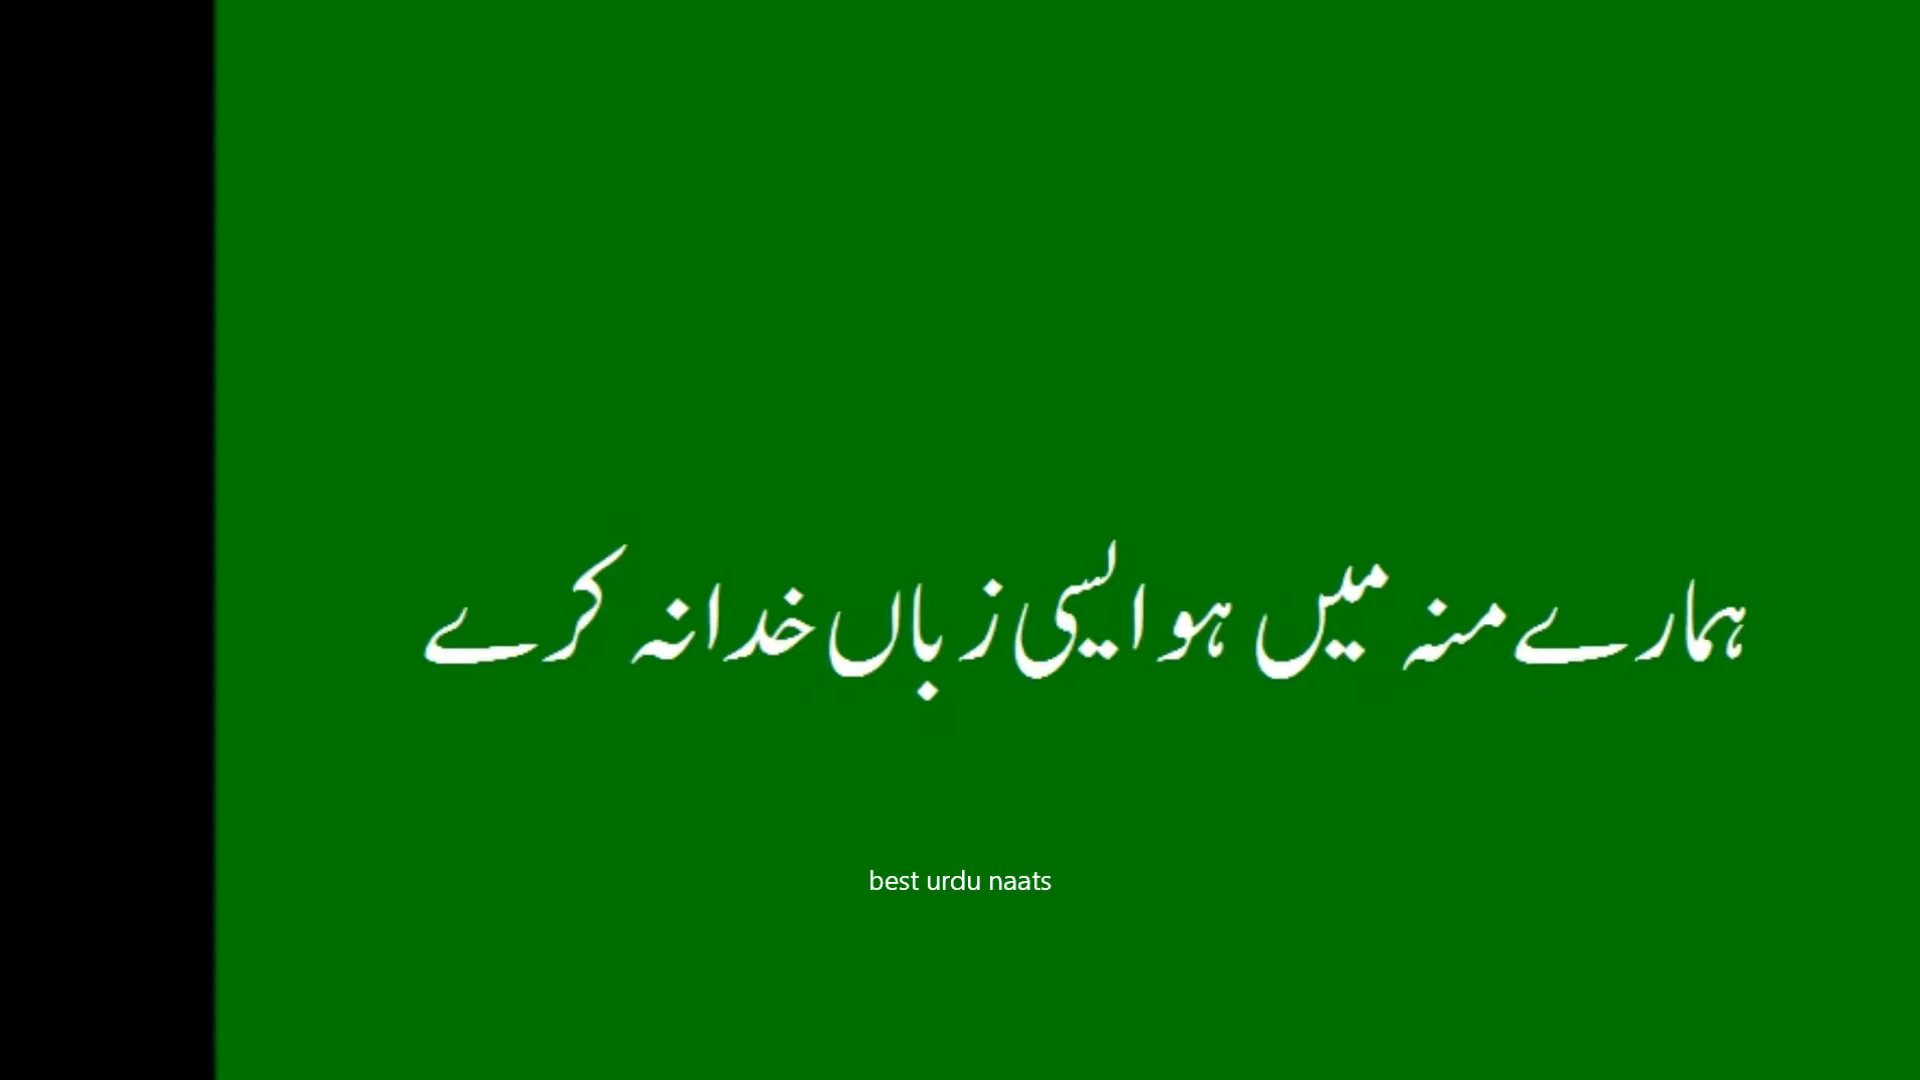 ہمارے منہ میں ہو ایسی زباں خدا نہ کرے
best urdu naats